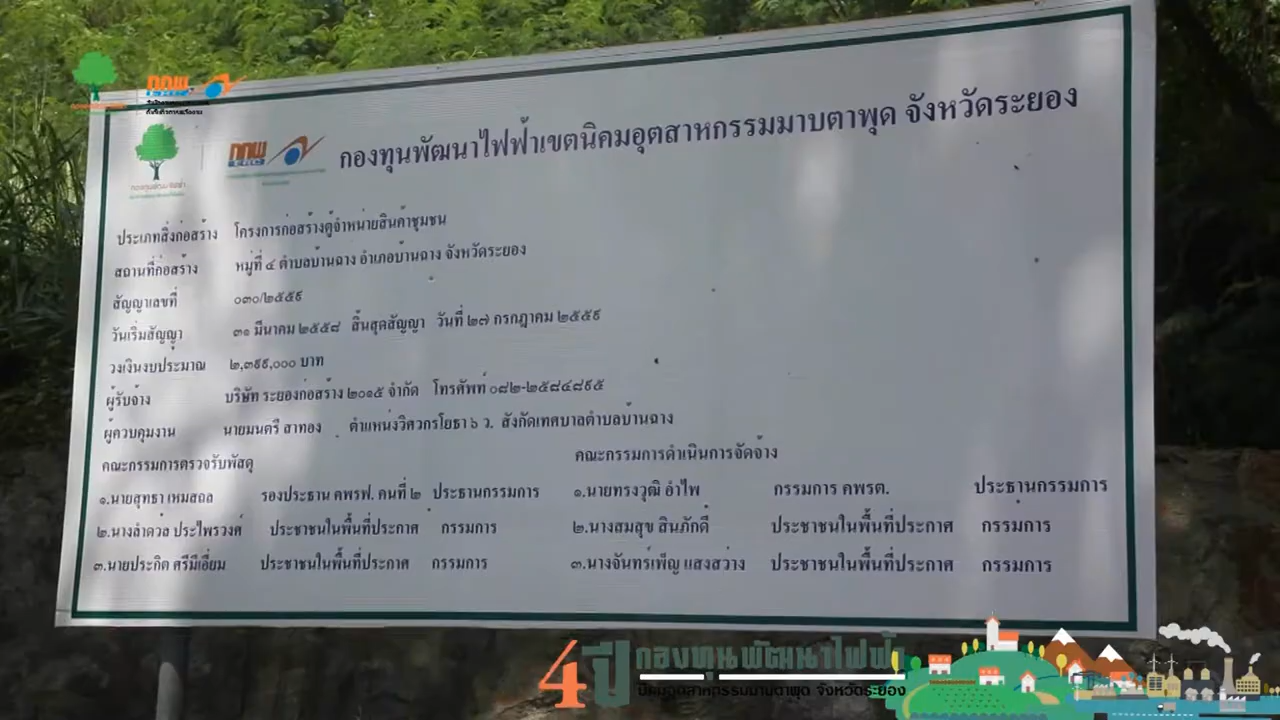 กกพ
กกพ
กองทุนพัฒนาไฟฟ้าเขตนิคมอุตสาหกรรมมาบตาพุด จังหวัดระยอง
กองทุนพัฒนาไฟฟ้า
ประเภทสิ่งก่อสร้าง โครงการก่อสร้างตู้จำหน่ายสินค้าชุมชน
สถานที่ก่อสร้าง หมู่ที่ ๔ ตำบลบ้านฉาง อำเภอบ้านฉาง จังหวัดระยอง
สัญญาเลขที่ ๐๓๐/๒๕๕๙
วันเริ่มสัญญา ๓๑ มีนาคม ๒๕๕๘ สิ้นสุดสัญญา วันที่ ๒๗ กรกฎาคม ๒๕๕๙
วงเงินงบประมาณ ๒,๓๙๙,๐๐๐ บาท
ผู้รับจ้าง บริษัท ระยองก่อสร้าง ๒๐๑๕ จำกัด โทรศัพท์ ๐๘๒-๒๕๘๔๘๙๕
ผู้ควบคุมงาน นายมนตรี สาทอง ตำแหน่งวิศวกรโยธา ๖ ว. สังกัดเทศบาลตำบลบ้านฉาง
คณะกรรมการตรวจรับพัสดุ คณะกรรมการดำเนินการจัดจ้าง
๑.นายสุทธา เหมสถล รองประธาน คพรฟ. คนที่ ๒ ประธานกรรมการ ๑.นายทรงวุฒิ อำไพ กรรมการ คพรต. ประธานกรรมการ
๒.นางลำดวล ประไพรวงศ์ ประชาชนในพื้นที่ประกาศ กรรมการ ๒.นางสมสุข สินภักดี ประชาชนในพื้นที่ประกาศ กรรมการ
๓.นายประกิต ศรีมีเอี่ยม ประชาชนในพื้นที่ประกาศ กรรมการ ๓.นางจันทร์เพ็ญ แสงสว่าง ประชาชนในพื้นที่ประกาศ กรรมการ
4 ปี กองทุนพัฒนาไฟฟ้า
นิคมอุตสาหกรรมมาบตาพุด จังหวัดระยอง